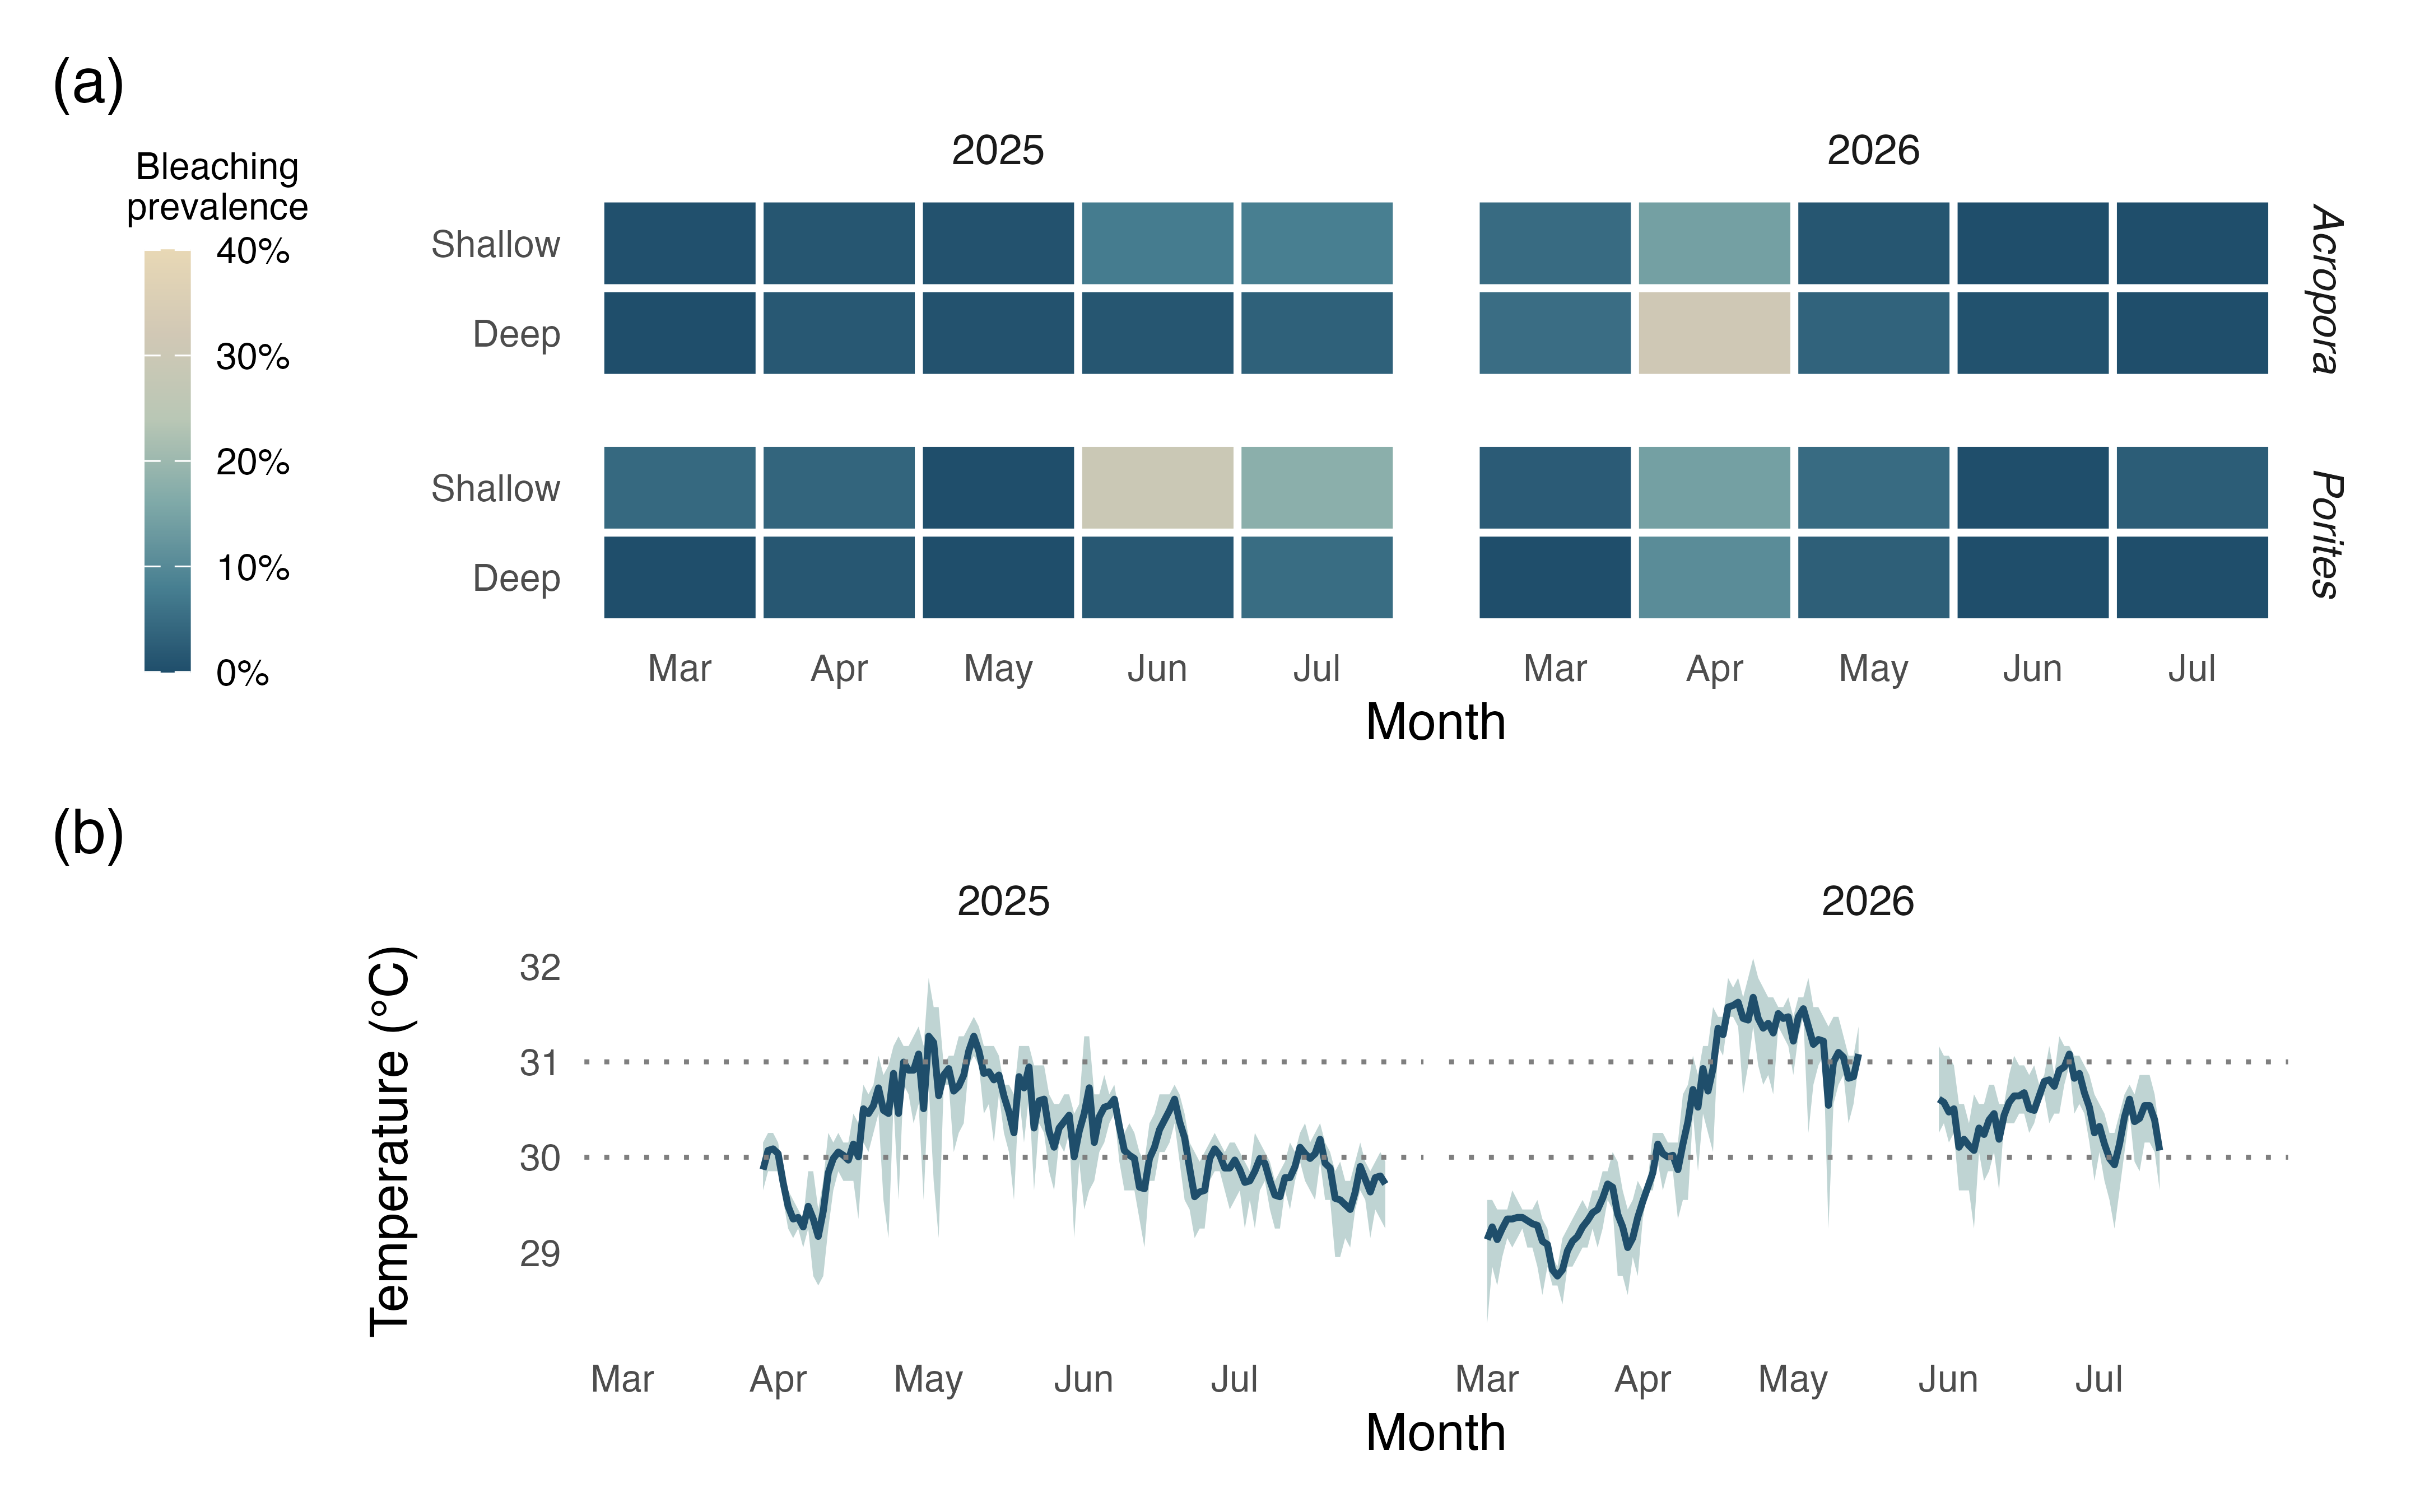 (a)
2025
2026
Bleaching
prevalence
40%
30%
20%
10%
0%
Shallow
Deep
Acropora
Shallow
Deep
Porites
Mar Apr May Jun Jul Mar Apr May Jun Jul
Month
(b)
2025
2026
Temperature (°C)
32
31
30
29
Mar Apr May Jun Jul Mar Apr May Jun Jul
Month